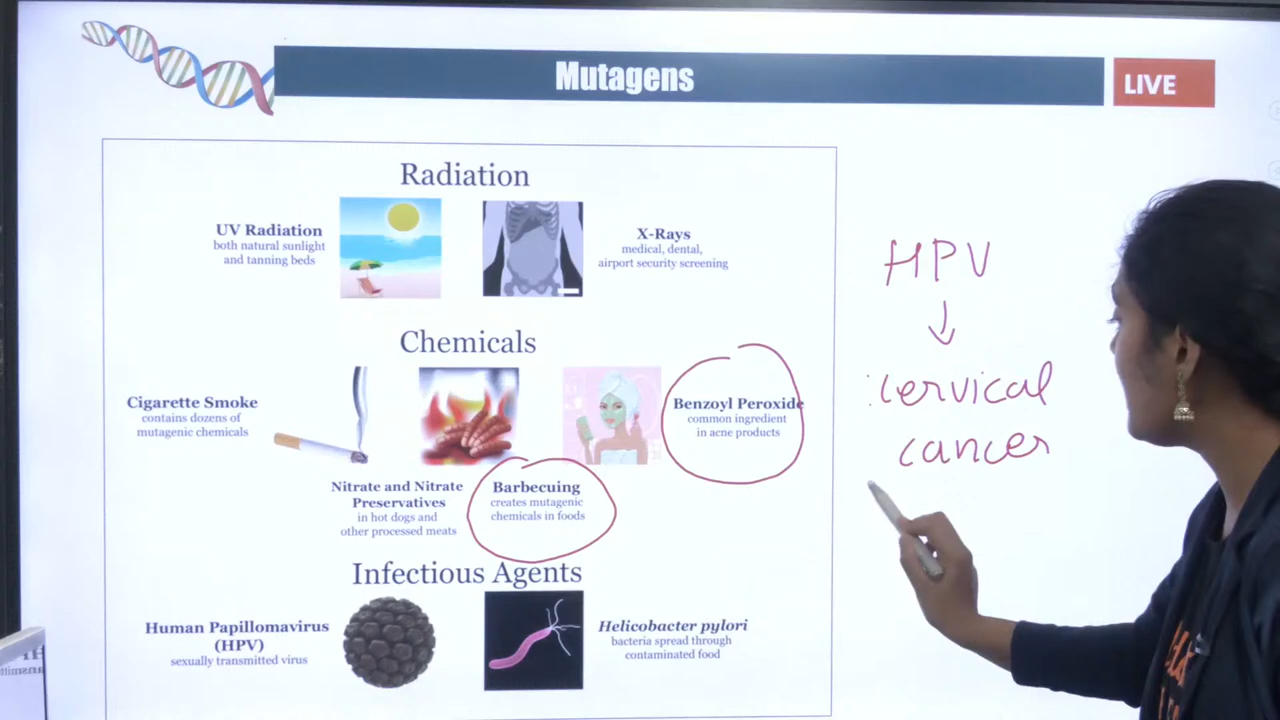 Mutagens
LIVE
Radiation
UV Radiation
both natural sunlight
and tanning beds
X-Rays
medical, dental,
airport security screening
Chemicals
Cigarette Smoke
contains dozens of
mutagenic chemicals
Benzoyl Peroxide
common ingredient
in acne products
Nitrate and Nitrate
Preservatives
in hot dogs and
other processed meats
Barbecuing
creates mutagenic
chemicals in foods
Infectious Agents
Human Papillomavirus
(HPV)
sexually transmitted virus
Helicobacter pylori
bacteria spread through
contaminated food
HPV
↓
cervical
cancer